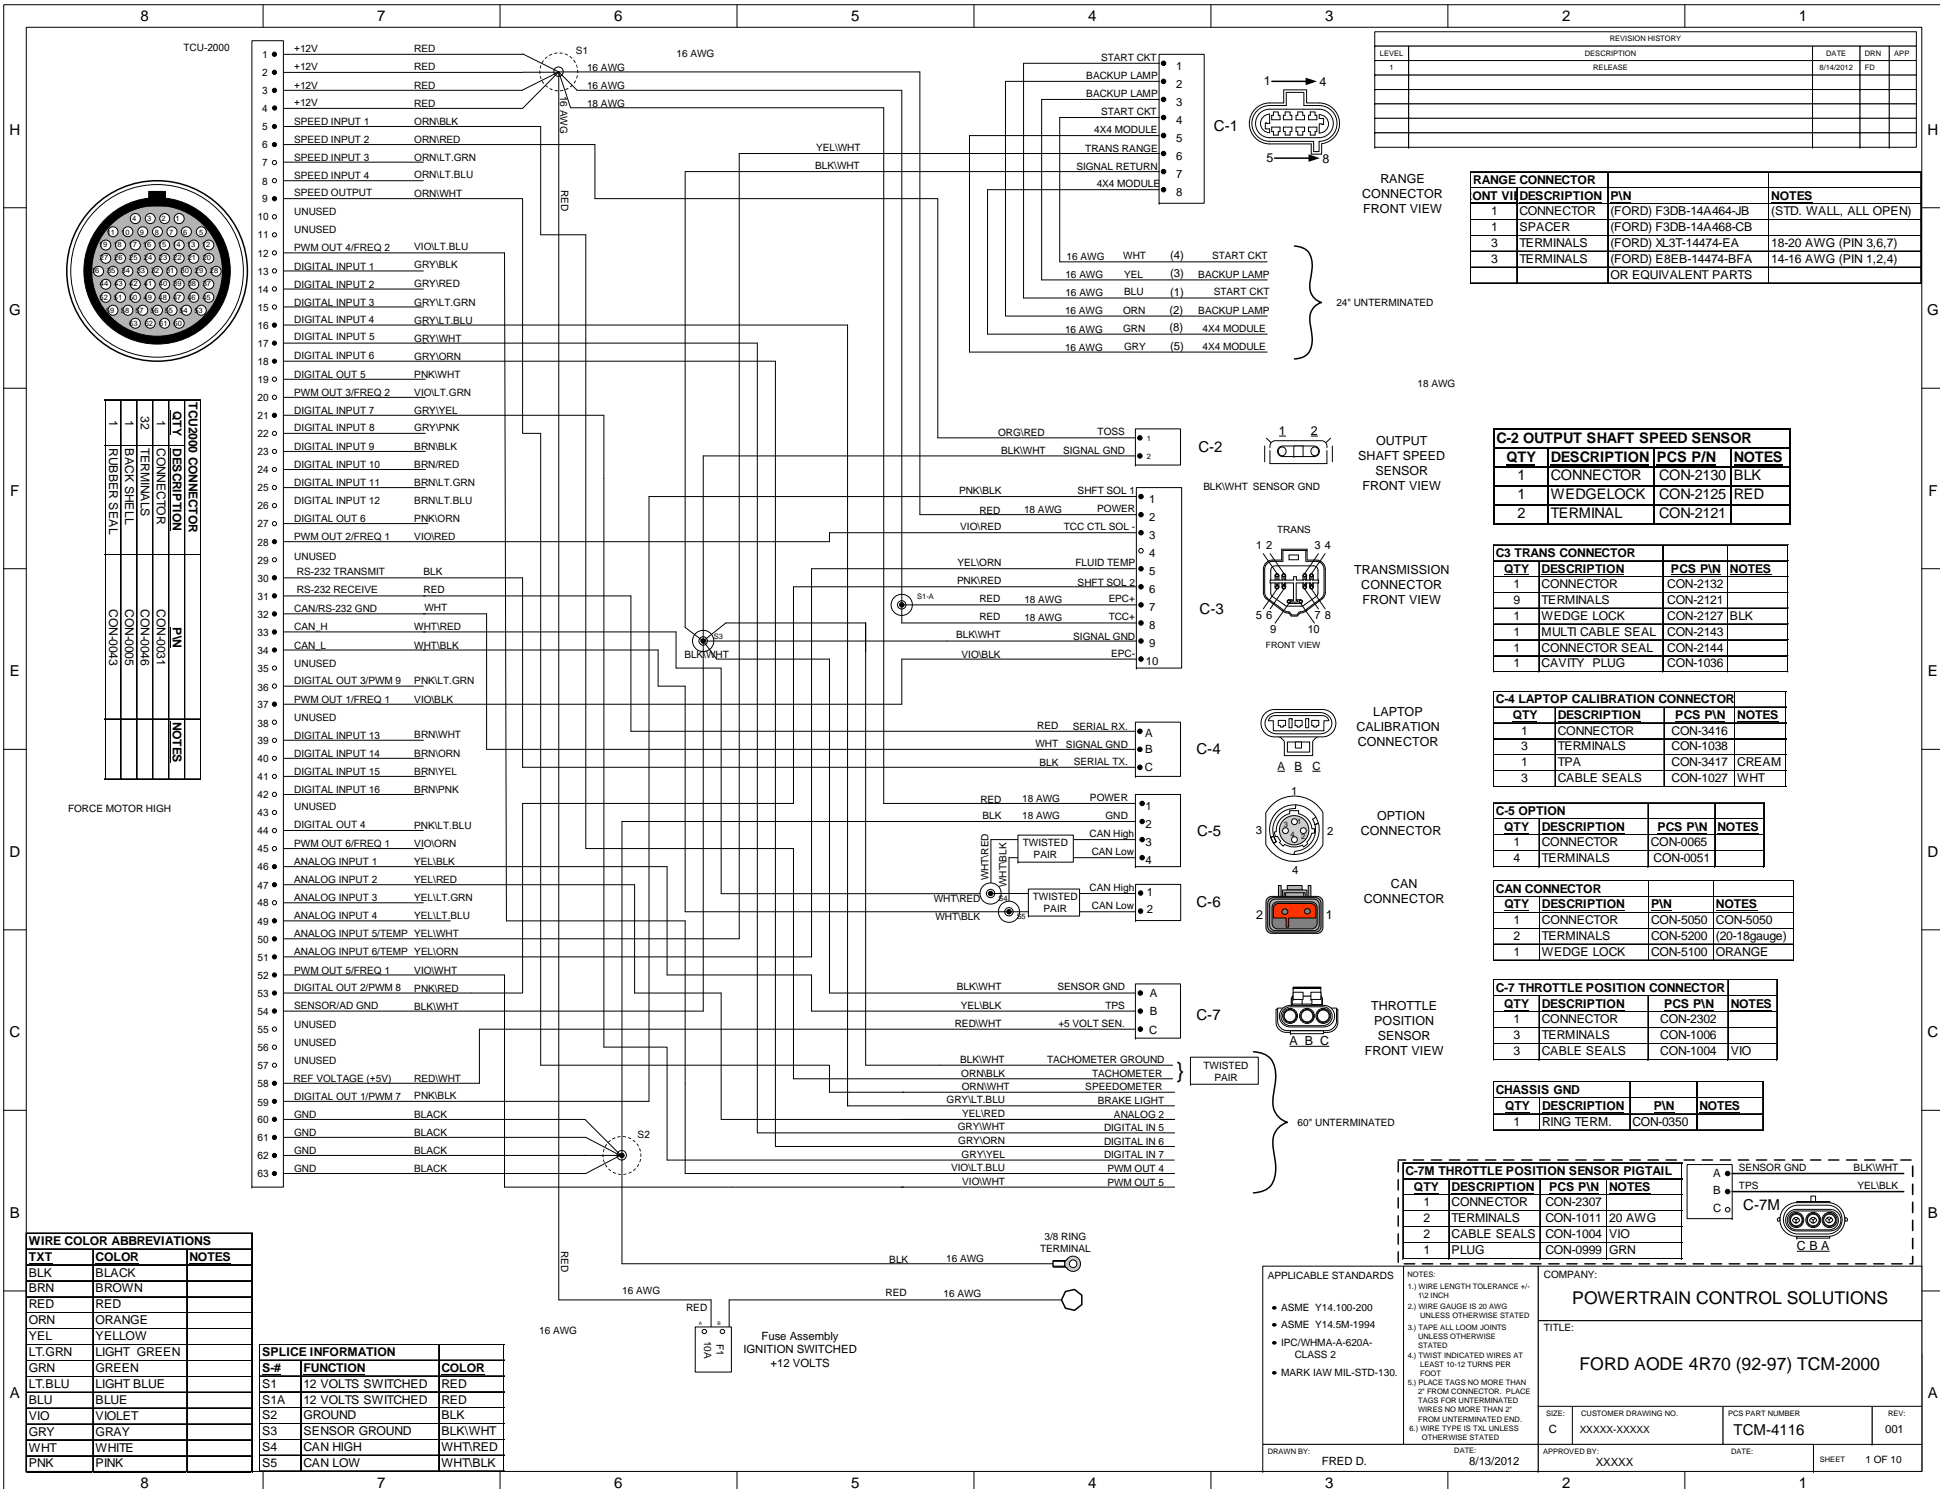 8 7 6 5 4 3 2 1
H G F E D C B A
TCU-2000
1 +12V RED
2 +12V RED
3 +12V RED
4 +12V RED
5 SPEED INPUT 1 ORN\BLK
6 SPEED INPUT 2 ORN\RED
7 SPEED INPUT 3 ORN\LT.GRN
8 SPEED INPUT 4 ORN\LT.BLU
9 SPEED OUTPUT ORN\WHT
10 UNUSED
11 UNUSED
12 PWM OUT 4/FREQ 2 VIO\LT.BLU
13 DIGITAL INPUT 1 GRY\BLK
14 DIGITAL INPUT 2 GRY\RED
15 DIGITAL INPUT 3 GRY\LT.GRN
16 DIGITAL INPUT 4 GRY\LT.BLU
17 DIGITAL INPUT 5 GRY\WHT
18 DIGITAL INPUT 6 GRY\ORN
19 DIGITAL OUT 5 PNK\WHT
20 PWM OUT 3/FREQ 2 VIO\LT.GRN
21 DIGITAL INPUT 7 GRY\YEL
22 DIGITAL INPUT 8 GRY\PNK
23 DIGITAL INPUT 9 BRN\BLK
24 DIGITAL INPUT 10 BRN/RED
25 DIGITAL INPUT 11 BRN\LT.GRN
26 DIGITAL INPUT 12 BRN\LT.BLU
27 DIGITAL OUT 6 PNK\ORN
28 PWM OUT 2/FREQ 1 VIO\RED
29 UNUSED
30 RS-232 TRANSMIT BLK
31 RS-232 RECEIVE RED
32 CAN/RS-232 GND WHT
33 CAN_H WHT\RED
34 CAN_L WHT\BLK
35 UNUSED
36 DIGITAL OUT 3/PWM 9 PNK\LT.GRN
37 PWM OUT 1/FREQ 1 VIO\BLK
38 UNUSED
39 DIGITAL INPUT 13 BRN\WHT
40 DIGITAL INPUT 14 BRN\ORN
41 DIGITAL INPUT 15 BRN\YEL
42 DIGITAL INPUT 16 BRN\PNK
43 UNUSED
44 DIGITAL OUT 4 PNK\LT.BLU
45 PWM OUT 6/FREQ 1 VIO\ORN
46 ANALOG INPUT 1 YEL\BLK
47 ANALOG INPUT 2 YEL\RED
48 ANALOG INPUT 3 YEL\LT.GRN
49 ANALOG INPUT 4 YEL\LT.BLU
50 ANALOG INPUT 5/TEMP YEL\WHT
51 ANALOG INPUT 6/TEMP YEL\ORN
52 PWM OUT 5/FREQ 1 VIO\WHT
53 DIGITAL OUT 2/PWM 8 PNK\RED
54 SENSOR/AD GND BLK\WHT
55 UNUSED
56 UNUSED
57 UNUSED
58 REF VOLTAGE (+5V) RED\WHT
59 DIGITAL OUT 1/PWM 7 PNK\BLK
60 GND BLACK
61 GND BLACK
62 GND BLACK
63 GND BLACK
TCU2000 CONNECTOR
QTY DESCRIPTION P\N NOTES
1 CONNECTOR CON-0031
32 TERMINALS CON-0046
1 BACK SHELL CON-0005
1 RUBBER SEAL CON-0043
FORCE MOTOR HIGH
WIRE COLOR ABBREVIATIONS
TXT COLOR NOTES
BLK BLACK
BRN BROWN
RED RED
ORN ORANGE
YEL YELLOW
LT.GRN LIGHT GREEN
GRN GREEN
LT.BLU LIGHT BLUE
BLU BLUE
VIO VIOLET
GRY GRAY
WHT WHITE
PNK PINK
SPLICE INFORMATION
S-# FUNCTION COLOR
S1 12 VOLTS SWITCHED RED
S1A 12 VOLTS SWITCHED RED
S2 GROUND BLK
S3 SENSOR GROUND BLK\WHT
S4 CAN HIGH WHT\RED
S5 CAN LOW WHT\BLK
S1
16 AWG
16 AWG
16 AWG
18 AWG
16 AWG
RED
YEL\WHT
BLK\WHT
S1-A
S3
BLK\WHT
S2
START CKT 1
BACKUP LAMP 2
BACKUP LAMP 3
START CKT 4
4X4 MODULE 5
TRANS RANGE 6
SIGNAL RETURN 7
4X4 MODULE 8
C-1
1 4
5 8
RANGE CONNECTOR FRONT VIEW
16 AWG WHT (4) START CKT
16 AWG YEL (3) BACKUP LAMP
16 AWG BLU (1) START CKT
16 AWG ORN (2) BACKUP LAMP
16 AWG GRN (8) 4X4 MODULE
16 AWG GRY (5) 4X4 MODULE
24" UNTERMINATED
18 AWG
ORG\RED TOSS 1
BLK\WHT SIGNAL GND 2
C-2
1 2
OUTPUT SHAFT SPEED SENSOR FRONT VIEW
BLK\WHT SENSOR GND
PNK\BLK SHFT SOL 1 1
RED 18 AWG POWER 2
VIO\RED TCC CTL SOL - 3
4
YEL\ORN FLUID TEMP 5
PNK\RED SHFT SOL 2 6
RED 18 AWG EPC+ 7
RED 18 AWG TCC+ 8
BLK\WHT SIGNAL GND 9
VIO\BLK EPC- 10
C-3
TRANS
1 2 3 4
5 6 7 8
9 10
FRONT VIEW
TRANSMISSION CONNECTOR FRONT VIEW
RED SERIAL RX. A
WHT SIGNAL GND B
BLK SERIAL TX. C
C-4
A B C
LAPTOP CALIBRATION CONNECTOR
RED 18 AWG POWER 1
BLK 18 AWG GND 2
TWISTED PAIR CAN High 3
CAN Low 4
WHT\RED
WHT\BLK
C-5
1 2 3 4
OPTION CONNECTOR
WHT\RED S4 TWISTED PAIR CAN High 1
WHT\BLK S5 CAN Low 2
C-6
2 1
CAN CONNECTOR
BLK\WHT SENSOR GND A
YEL\BLK TPS B
RED\WHT +5 VOLT SEN. C
C-7
A B C
THROTTLE POSITION SENSOR FRONT VIEW
BLK\WHT TACHOMETER GROUND
ORN\BLK TACHOMETER
TWISTED PAIR
ORN\WHT SPEEDOMETER
GRY\LT.BLU BRAKE LIGHT
YEL\RED ANALOG 2
GRY\WHT DIGITAL IN 5
GRY\ORN DIGITAL IN 6
GRY\YEL DIGITAL IN 7
VIO\LT.BLU PWM OUT 4
VIO\WHT PWM OUT 5
60" UNTERMINATED
RED
BLK 16 AWG
3/8 RING TERMINAL
16 AWG
RED 16 AWG
RED
16 AWG
A B
F1 10A
Fuse Assembly
IGNITION SWITCHED
+12 VOLTS
REVISION HISTORY
LEVEL DESCRIPTION DATE DRN APP
1 RELEASE 8/14/2012 FD
RANGE CONNECTOR
ONT VI DESCRIPTION P\N NOTES
1 CONNECTOR (FORD) F3DB-14A464-JB (STD. WALL, ALL OPEN)
1 SPACER (FORD) F3DB-14A468-CB
3 TERMINALS (FORD) XL3T-14474-EA 18-20 AWG (PIN 3,6,7)
3 TERMINALS (FORD) E8EB-14474-BFA 14-16 AWG (PIN 1,2,4)
OR EQUIVALENT PARTS
C-2 OUTPUT SHAFT SPEED SENSOR
QTY DESCRIPTION PCS P/N NOTES
1 CONNECTOR CON-2130 BLK
1 WEDGELOCK CON-2125 RED
2 TERMINAL CON-2121
C3 TRANS CONNECTOR
QTY DESCRIPTION PCS P\N NOTES
1 CONNECTOR CON-2132
9 TERMINALS CON-2121
1 WEDGE LOCK CON-2127 BLK
1 MULTI CABLE SEAL CON-2143
1 CONNECTOR SEAL CON-2144
1 CAVITY PLUG CON-1036
C-4 LAPTOP CALIBRATION CONNECTOR
QTY DESCRIPTION PCS P\N NOTES
1 CONNECTOR CON-3416
3 TERMINALS CON-1038
1 TPA CON-3417 CREAM
3 CABLE SEALS CON-1027 WHT
C-5 OPTION
QTY DESCRIPTION PCS P\N NOTES
1 CONNECTOR CON-0065
4 TERMINALS CON-0051
CAN CONNECTOR
QTY DESCRIPTION P\N NOTES
1 CONNECTOR CON-5050 CON-5050
2 TERMINALS CON-5200 (20-18gauge)
1 WEDGE LOCK CON-5100 ORANGE
C-7 THROTTLE POSITION CONNECTOR
QTY DESCRIPTION PCS P\N NOTES
1 CONNECTOR CON-2302
3 TERMINALS CON-1006
3 CABLE SEALS CON-1004 VIO
CHASSIS GND
QTY DESCRIPTION P\N NOTES
1 RING TERM. CON-0350
C-7M THROTTLE POSITION SENSOR PIGTAIL
QTY DESCRIPTION PCS P\N NOTES
1 CONNECTOR CON-2307
2 TERMINALS CON-1011 20 AWG
2 CABLE SEALS CON-1004 VIO
1 PLUG CON-0999 GRN
A SENSOR GND BLK\WHT
B TPS YEL\BLK
C C-7M
C B A
APPLICABLE STANDARDS
• ASME Y14.100-200
• ASME Y14.5M-1994
• IPC/WHMA-A-620A-
CLASS 2
• MARK IAW MIL-STD-130.
NOTES:
1.) WIRE LENGTH TOLERANCE +/-
1\2 INCH
2.) WIRE GAUGE IS 20 AWG
UNLESS OTHERWISE STATED
3.) TAPE ALL LOOM JOINTS
UNLESS OTHERWISE
STATED
4.) TWIST INDICATED WIRES AT
LEAST 10-12 TURNS PER
FOOT
5.) PLACE TAGS NO MORE THAN
2" FROM CONNECTOR. PLACE
TAGS FOR UNTERMINATED
WIRES NO MORE THAN 2"
FROM UNTERMINATED END.
6.) WIRE TYPE IS TXL UNLESS
OTHERWISE STATED
COMPANY:
POWERTRAIN CONTROL SOLUTIONS
TITLE:
FORD AODE 4R70 (92-97) TCM-2000
SIZE: C
CUSTOMER DRAWING NO. XXXXX-XXXXX
PCS PART NUMBER TCM-4116
REV: 001
DRAWN BY: FRED D.
DATE: 8/13/2012
APPROVED BY: XXXXX
DATE:
SHEET 1 OF 10
8 7 6 5 4 3 2 1
H G F E D C B A